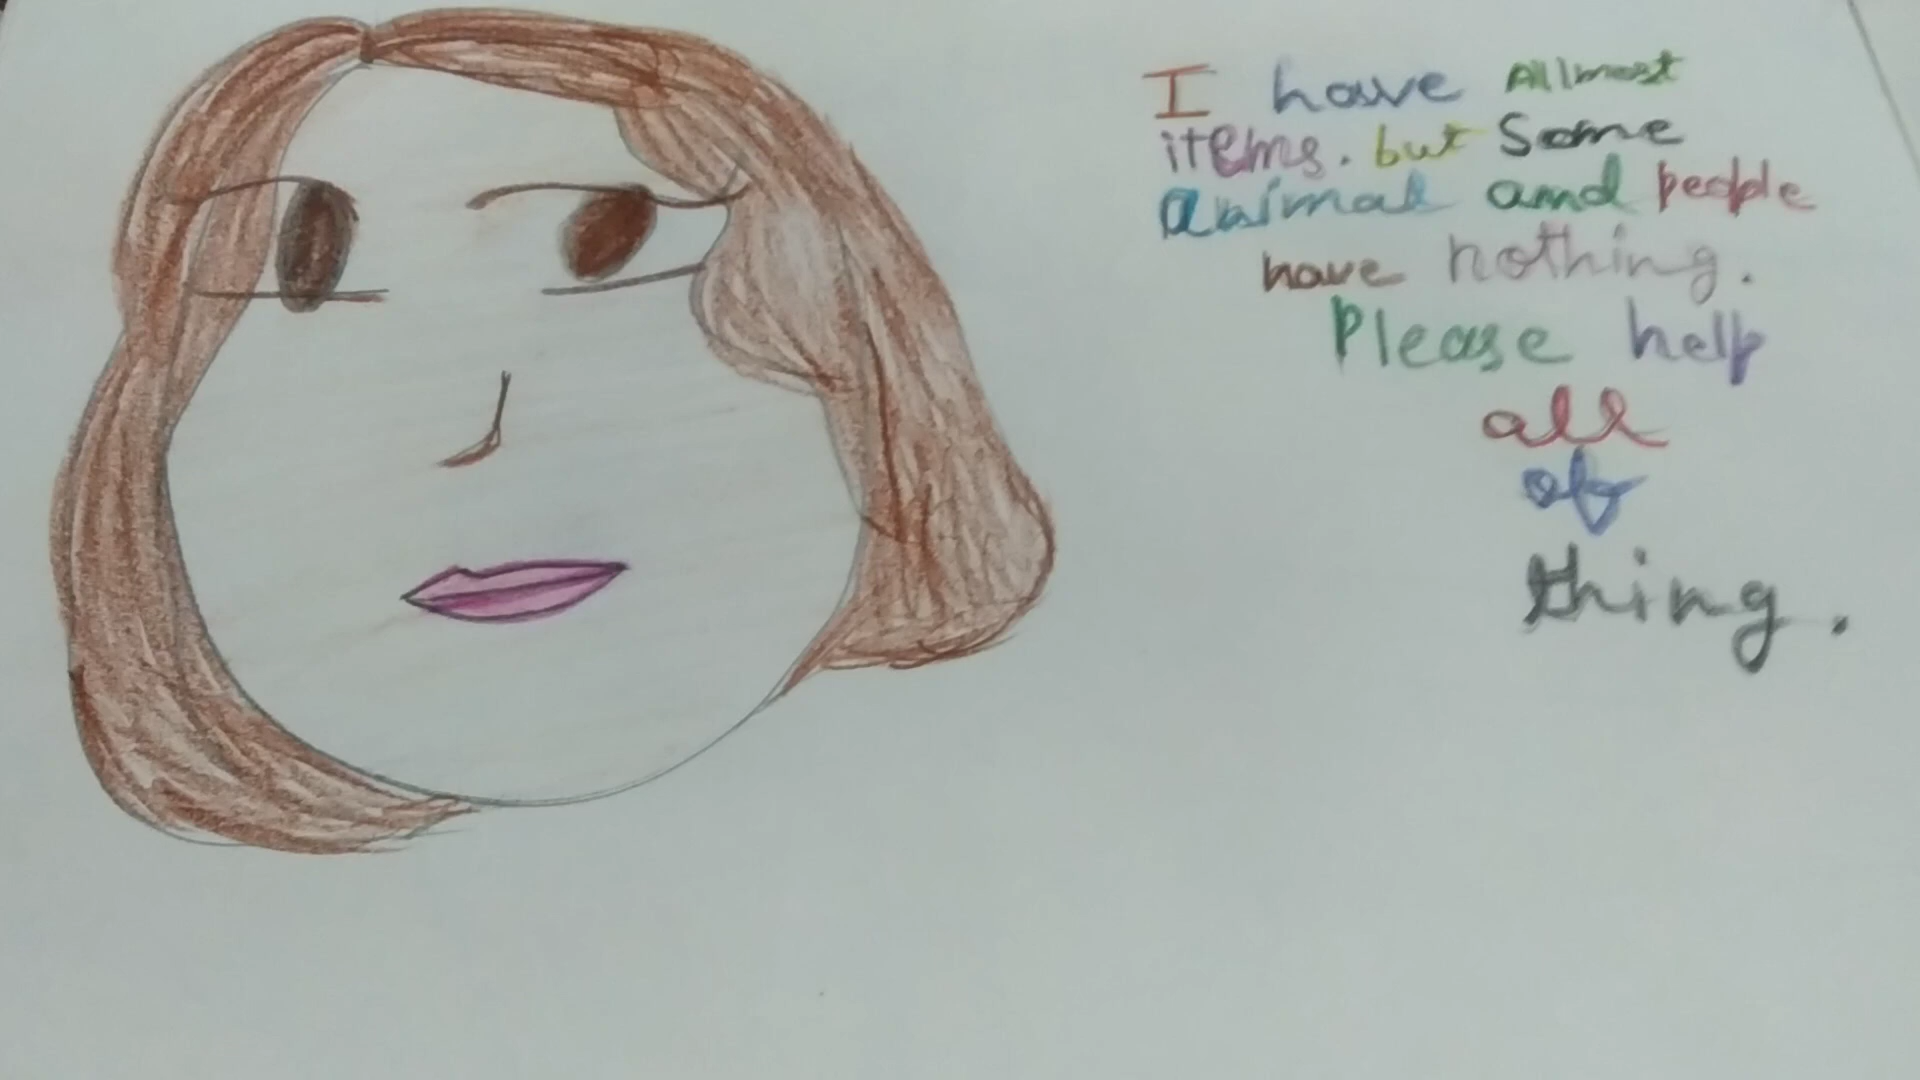 I have Allmost
items. but Some
animal and people
have nothing.
Please help
all
of
thing.